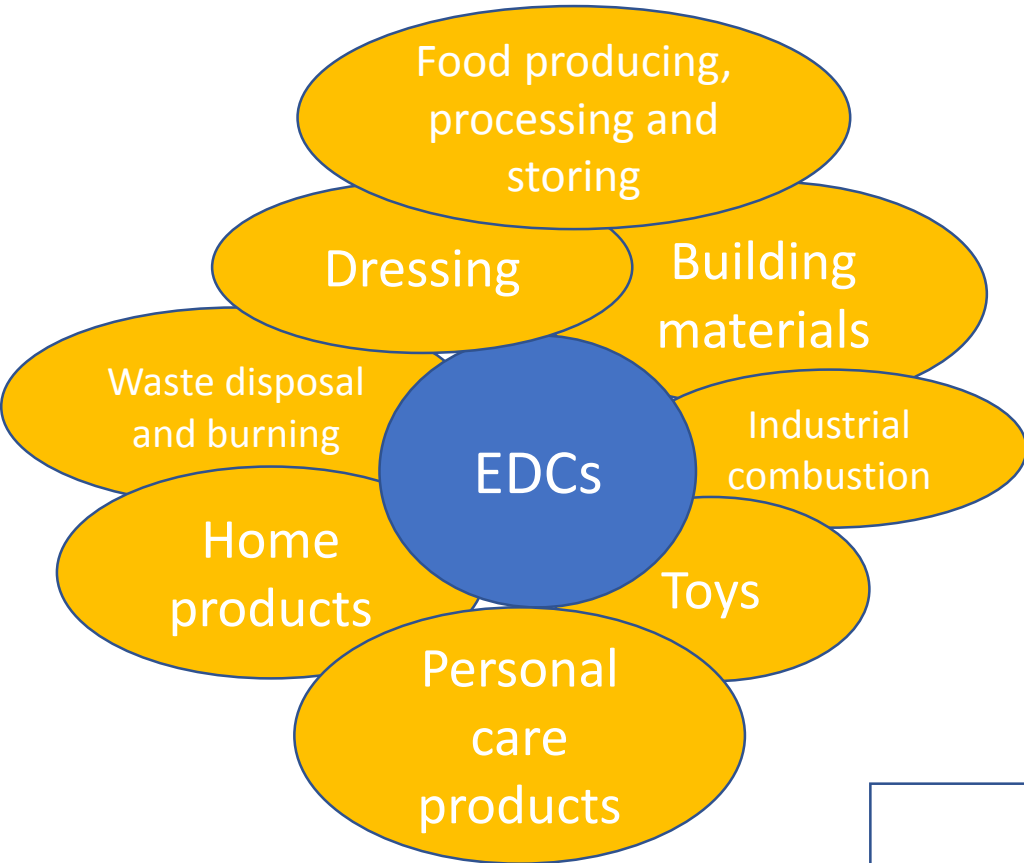 Food producing,
processing and
storing
Dressing
Building
materials
Waste disposal
and burning
Industrial
combustion
EDCs
Home
products
Toys
Personal
care
products